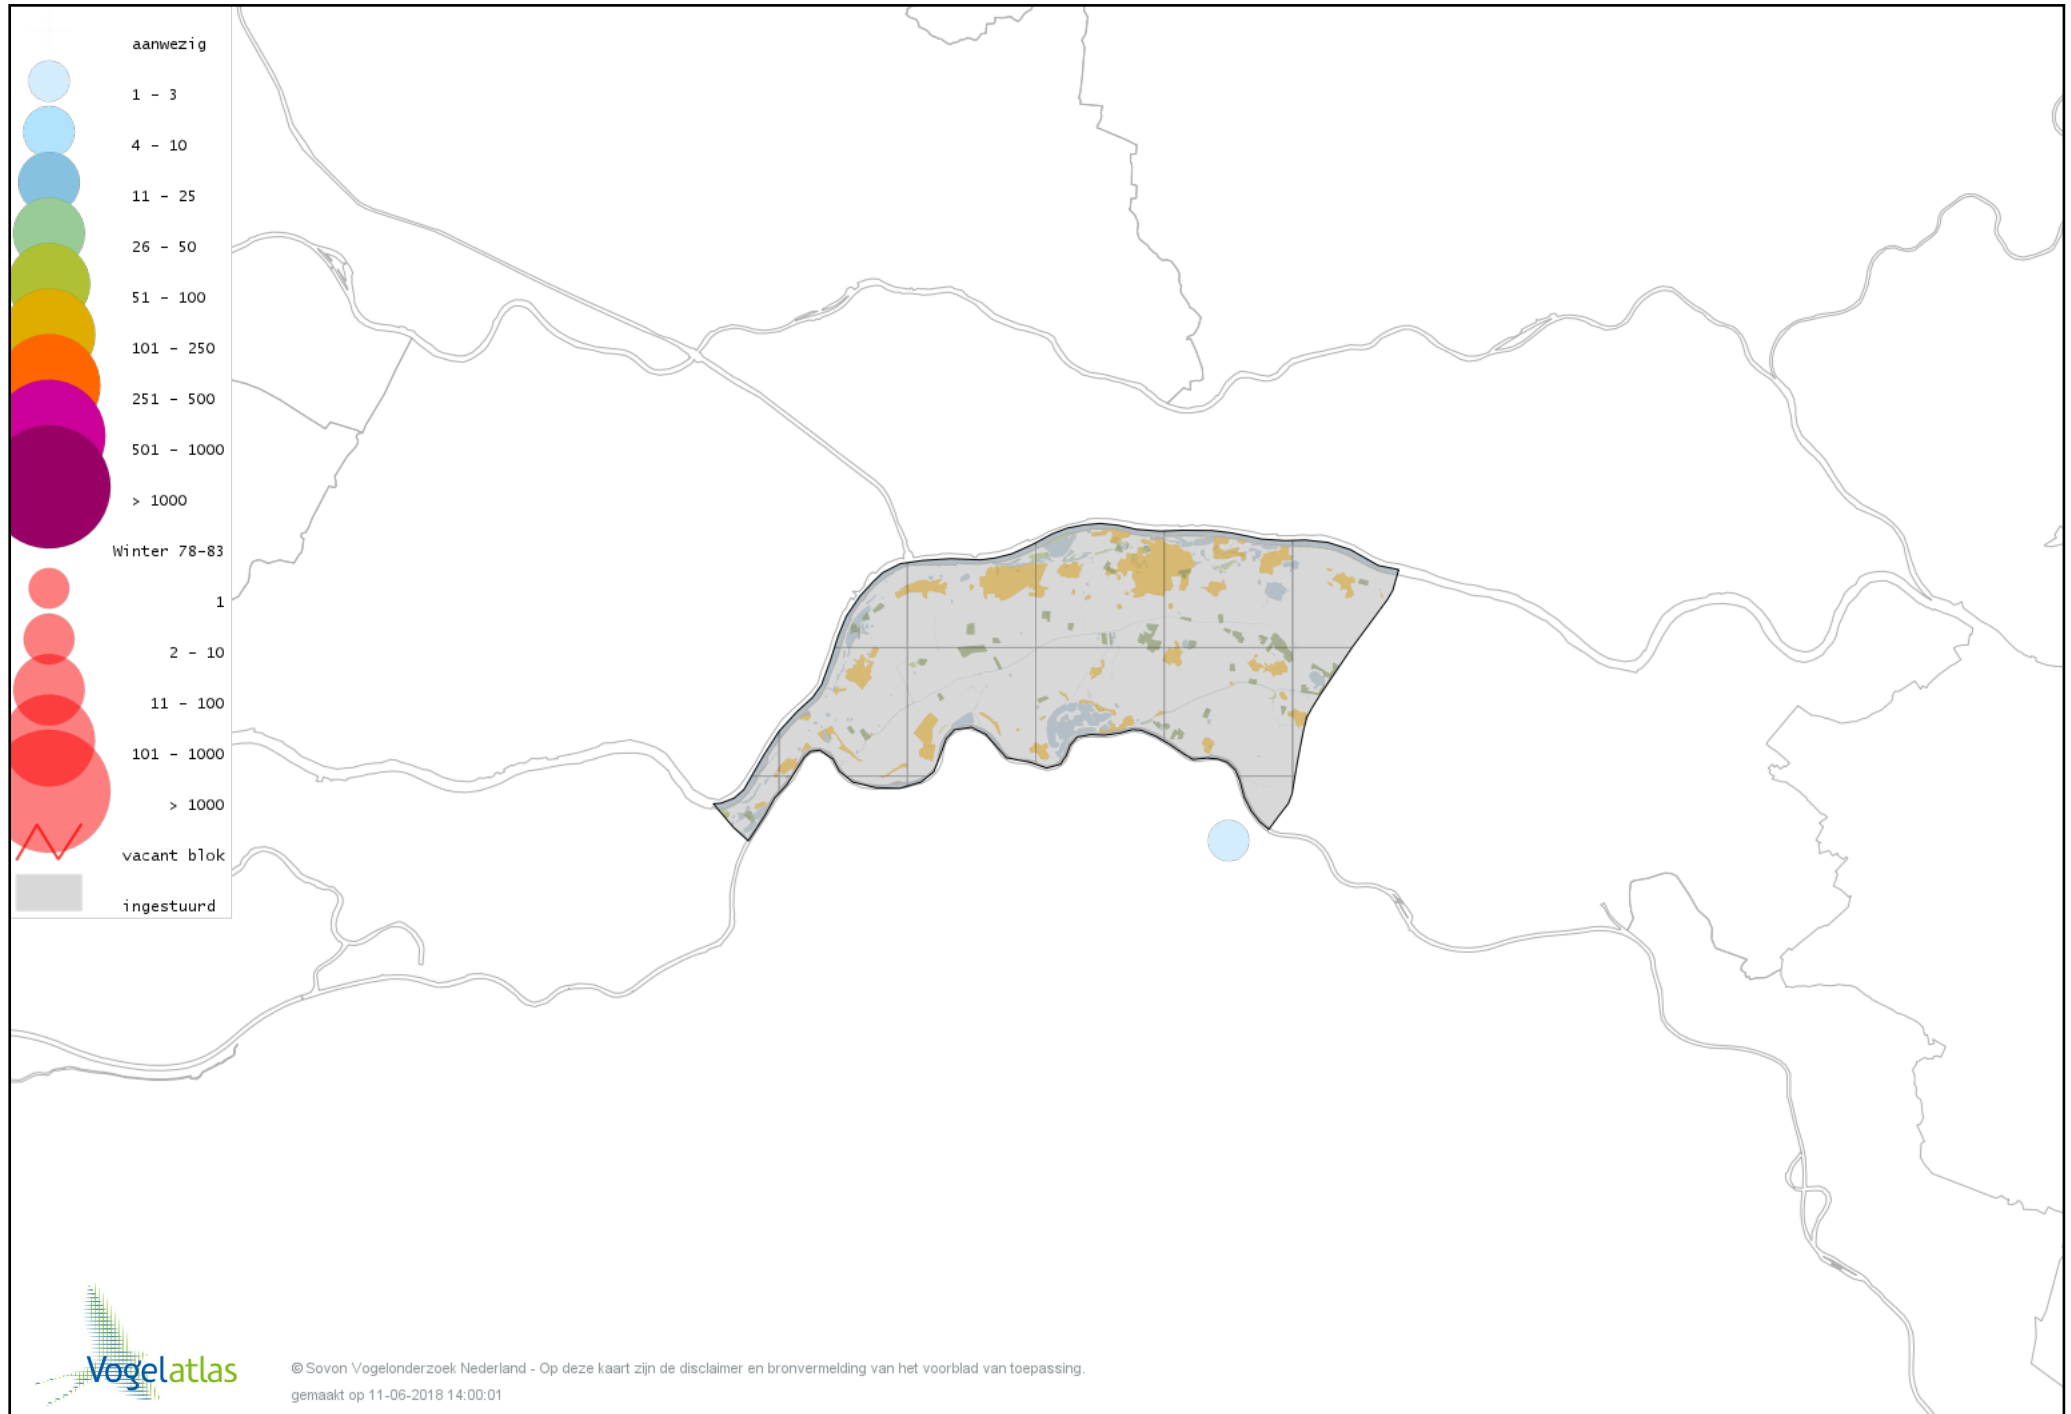 aanwezig
1 - 3
4 - 10
11 - 25
26 - 50
51 - 100
101 - 250
251 - 500
501 - 1000
> 1000
Winter 78-83
1
2 - 10
11 - 100
101 - 1000
> 1000
vacant blok
ingestuurd
Vogelatlas
© Sovon Vogelonderzoek Nederland - Op deze kaart zijn de disclaimer en bronvermelding van het voorblad van toepassing.
gemaakt op 11-06-2018 14:00:01